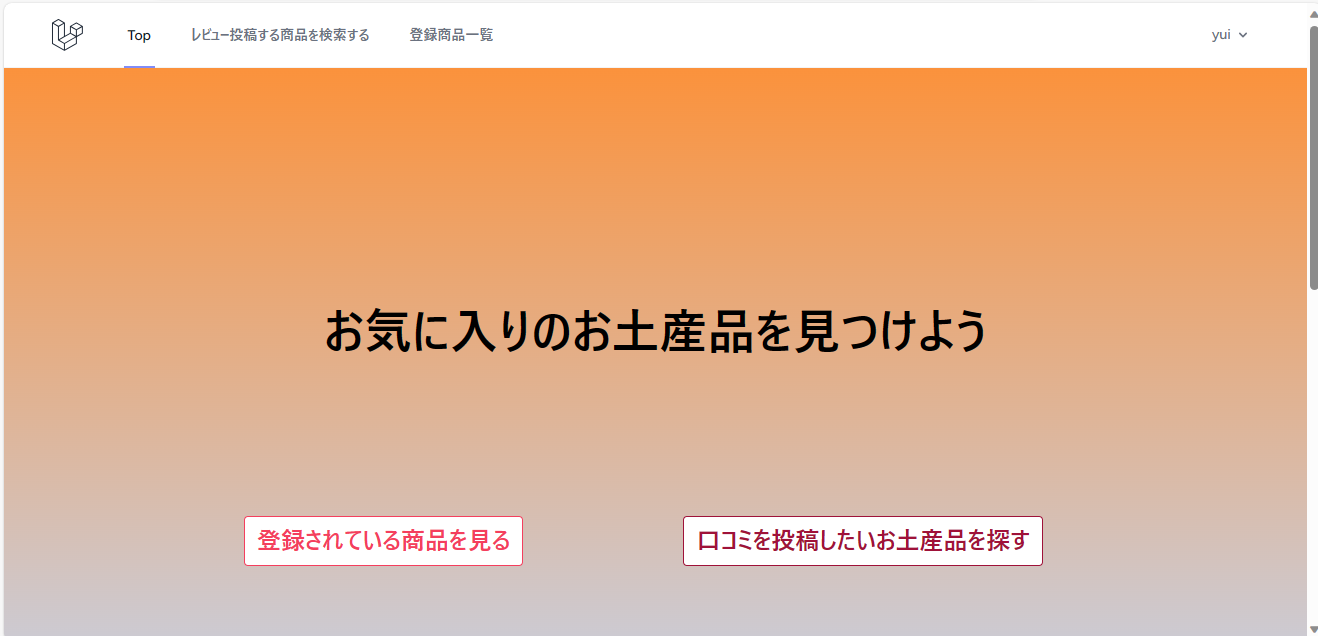 Top レビュー投稿する商品を検索する 登録商品一覧 yui
お気に入りのお土産品を見つけよう
登録されている商品を見る 口コミを投稿したいお土産品を探す